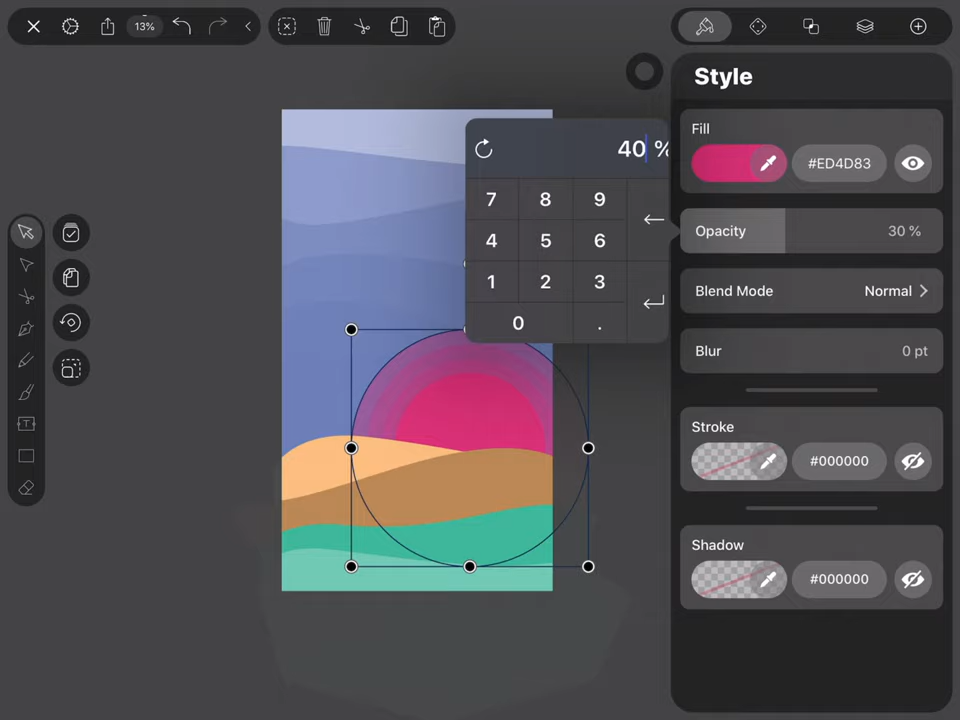 13%
Style
Fill
#ED4D83
40 %
7 8 9
4 5 6
1 2 3
0 .
Opacity 30 %
Blend Mode Normal
Blur 0 pt
Stroke
#000000
Shadow
#000000
T